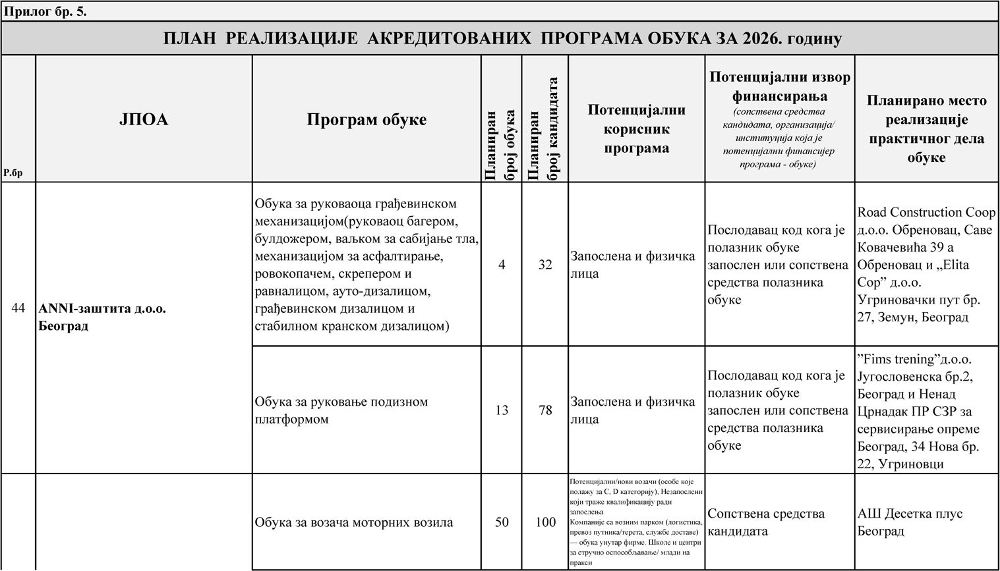 Прилог бр. 5.
ПЛАН РЕАЛИЗАЦИЈЕ АКРЕДИТОВАНИХ ПРОГРАМА ОБУКА ЗА 2026. годину
Р.бр
ЈПОА
Програм обуке
Планиран
број обука
Планиран
број кандидата
Потенцијални
корисник
програма
Потенцијални извор
финансирања
(сопствена средства
кандидата, организација/
институција која је
потенцијални финансијер
програма - обуке)
Планирано место
реализације
практичног дела
обуке
44
ANNI-заштита д.о.о.
Београд
Обука за руковаоца грађевинском
механизацијом(руковаоц багером,
булдожером, ваљком за сабијање тла,
механизацијом за асфалтирање,
ровокопачем, скрепером и
равналицом, ауто-дизалицом,
грађевинском дизалицом и
стабилном кранском дизалицом)
4
32
Запослена и физичка
лица
Послодавац код кога је
полазник обуке
запослен или сопствена
средства полазника
обуке
Road Construction Coop
д.о.о. Обреновац, Саве
Ковачевића 39 а
Обреновац и „Elita
Cop” д.о.о.
Угриновачки пут бр.
27, Земун, Београд
Обука за руковање подизном
платформом
13
78
Запослена и физичка
лица
Послодавац код кога је
полазник обуке
запослен или сопствена
средства полазника
обуке
”Fims trening”д.о.о.
Југословенска бр.2,
Београд и Ненад
Црнадак ПР СЗР за
сервисирање опреме
Београд, 34 Нова бр.
22, Угриновци
Обука за возача моторних возила
50
100
Потенцијални/нови возачи (особе које
полажу за C, D категорију), Незапослени
који траже квалификацију ради
запослења
Компаније са возним парком (логистика,
превоз путника/терета, службе доставе)
— обука унутар фирме. Школе и центри
за стручно оспособљавање/ млади на
пракси
Сопствена средства
кандидата
АШ Десетка плус
Београд